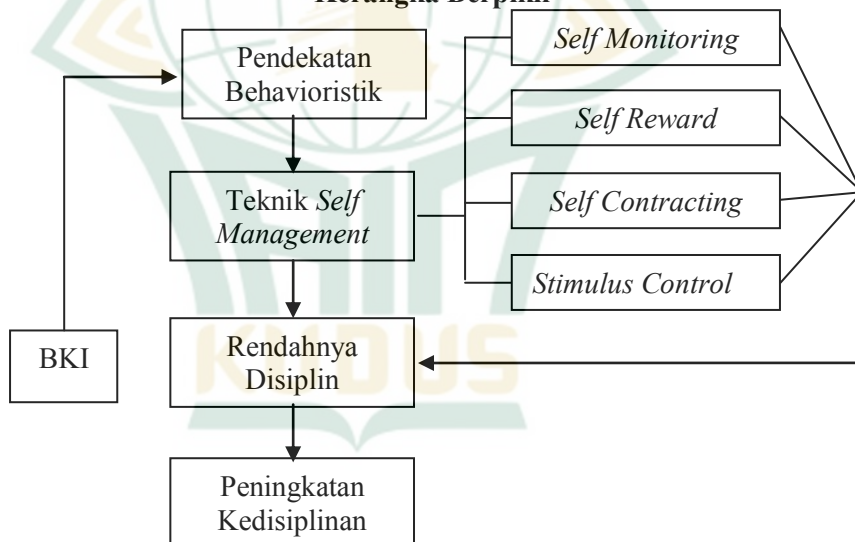 Kerangka Berpikir
Pendekatan
Behavioristik
Teknik Self
Management
Rendahnya
Disiplin
Peningkatan
Kedisiplinan
BKI
Self Monitoring
Self Reward
Self Contracting
Stimulus Control
KUDUS